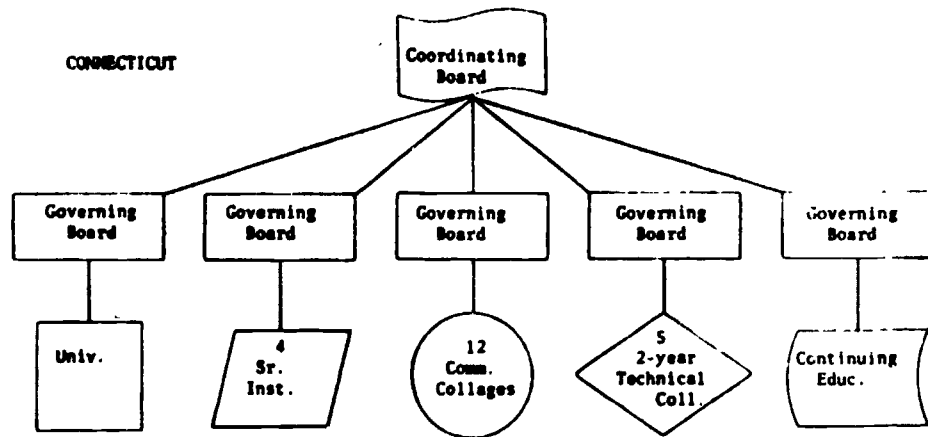 CONNECTICUT
Coordinating
Board
Governing
Board
Governing
Board
Governing
Board
Governing
Board
Governing
Board
Univ.
4
Sr.
Inst.
12
Comm.
Collages
5
2-year
Technical
Coll.
Continuing
Educ.